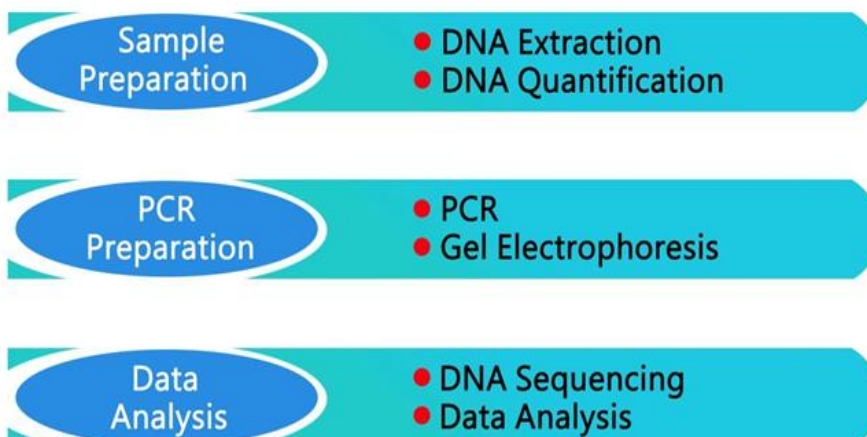 Sample
Preparation
• DNA Extraction
• DNA Quantification
PCR
Preparation
• PCR
• Gel Electrophoresis
Data
Analysis
• DNA Sequencing
• Data Analysis